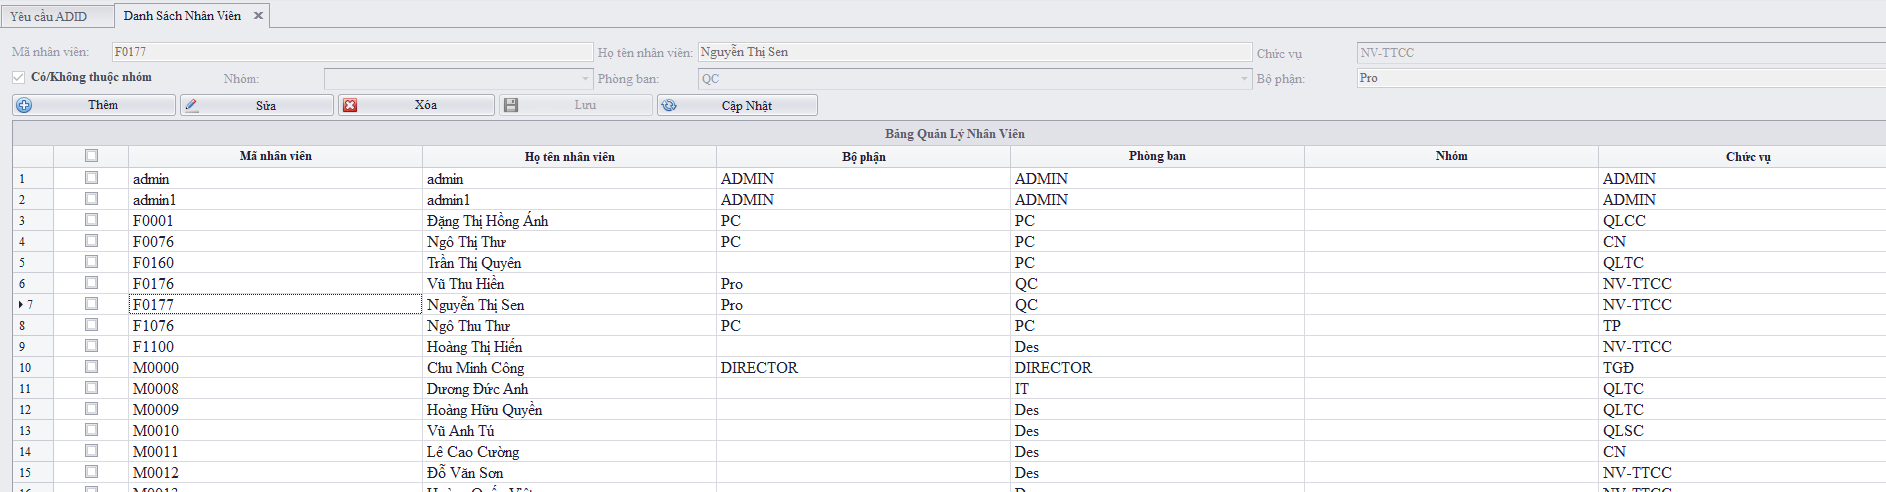 Yêu cầu ADID Danh Sách Nhân Viên
Mã nhân viên: F0177 Họ tên nhân viên: Nguyễn Thị Sen Chức vụ NV-TTCC
Có/Không thuộc nhóm Nhóm: Phòng ban: QC Bộ phận: Pro
Thêm Sửa Xóa Lưu Cập Nhật
Bảng Quản Lý Nhân Viên
Mã nhân viên Họ tên nhân viên Bộ phận Phòng ban Nhóm Chức vụ
1 admin admin ADMIN ADMIN ADMIN
2 admin1 admin1 ADMIN ADMIN ADMIN
3 F0001 Đặng Thị Hồng Ánh PC PC QLCC
4 F0076 Ngô Thị Thư PC PC CN
5 F0160 Trần Thị Quyên PC QLTC
6 F0176 Vũ Thu Hiền Pro QC NV-TTCC
7 F0177 Nguyễn Thị Sen Pro QC NV-TTCC
8 F1076 Ngô Thu Thư PC PC TP
9 F1100 Hoàng Thị Hiến Des NV-TTCC
10 M0000 Chu Minh Công DIRECTOR DIRECTOR TGĐ
11 M0008 Dương Đức Anh IT QLTC
12 M0009 Hoàng Hữu Quyền Des QLTC
13 M0010 Vũ Anh Tú Des QLSC
14 M0011 Lê Cao Cường Des CN
15 M0012 Đỗ Văn Sơn Des NV-TTCC